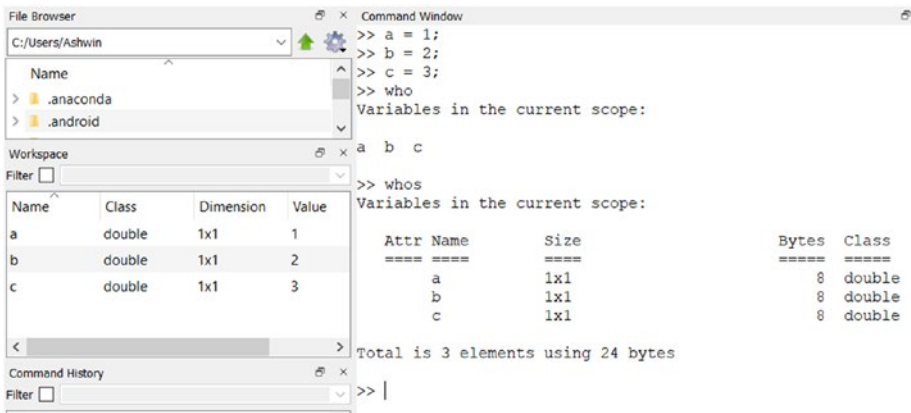 File Browser
C:/Users/Ashwin
Name
.anaconda
.android
Workspace
Filter
Name Class Dimension Value
a double 1x1 1
b double 1x1 2
c double 1x1 3
Command History
Filter
Command Window
>> a = 1;
>> b = 2;
>> c = 3;
>> who
Variables in the current scope:
a b c
>> whos
Variables in the current scope:
Attr Name Size Bytes Class
==== ==== ==== ===== =====
a 1x1 8 double
b 1x1 8 double
c 1x1 8 double
Total is 3 elements using 24 bytes
>>